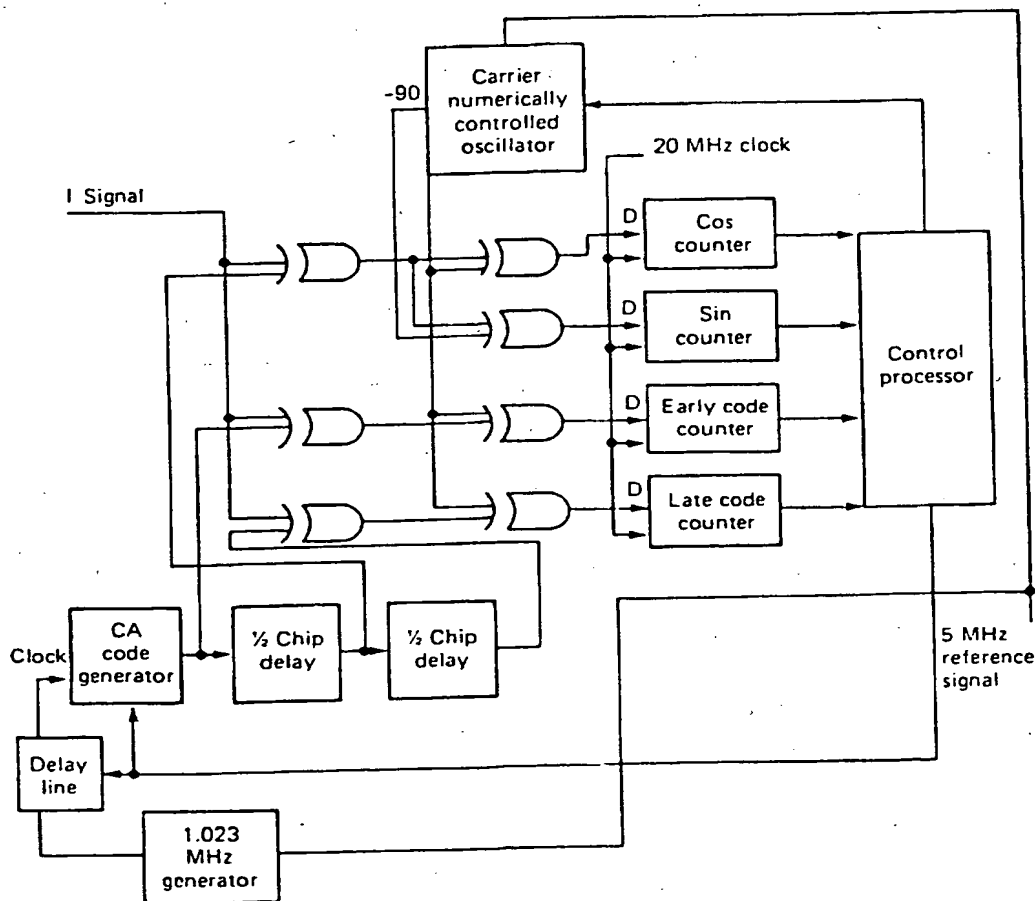 Carrier
numerically
controlled
oscillator
-90
20 MHz clock
I Signal
D
Cos
counter
D
Sin
counter
Control
processor
D
Early code
counter
D
Late code
counter
CA
code
generator
Clock
½ Chip
delay
½ Chip
delay
5 MHz
reference
signal
Delay
line
1.023
MHz
generator